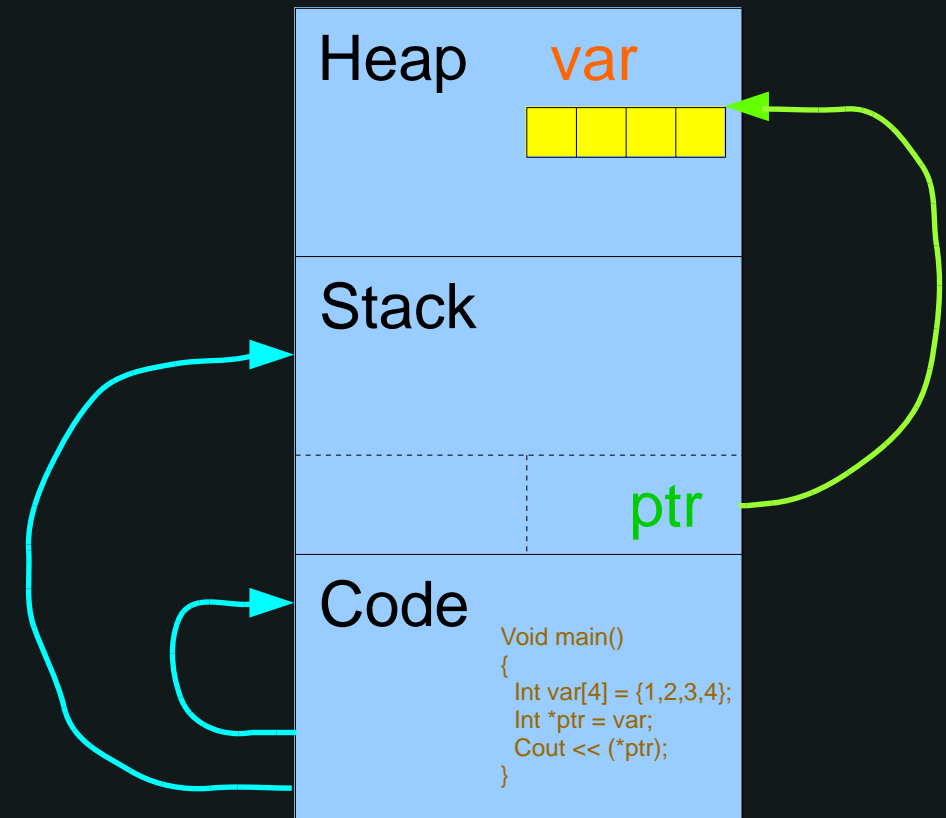 Heap var
Stack
ptr
Code
Void main()
{
Int var[4] = {1,2,3,4};
Int *ptr = var;
Cout << (*ptr);
}